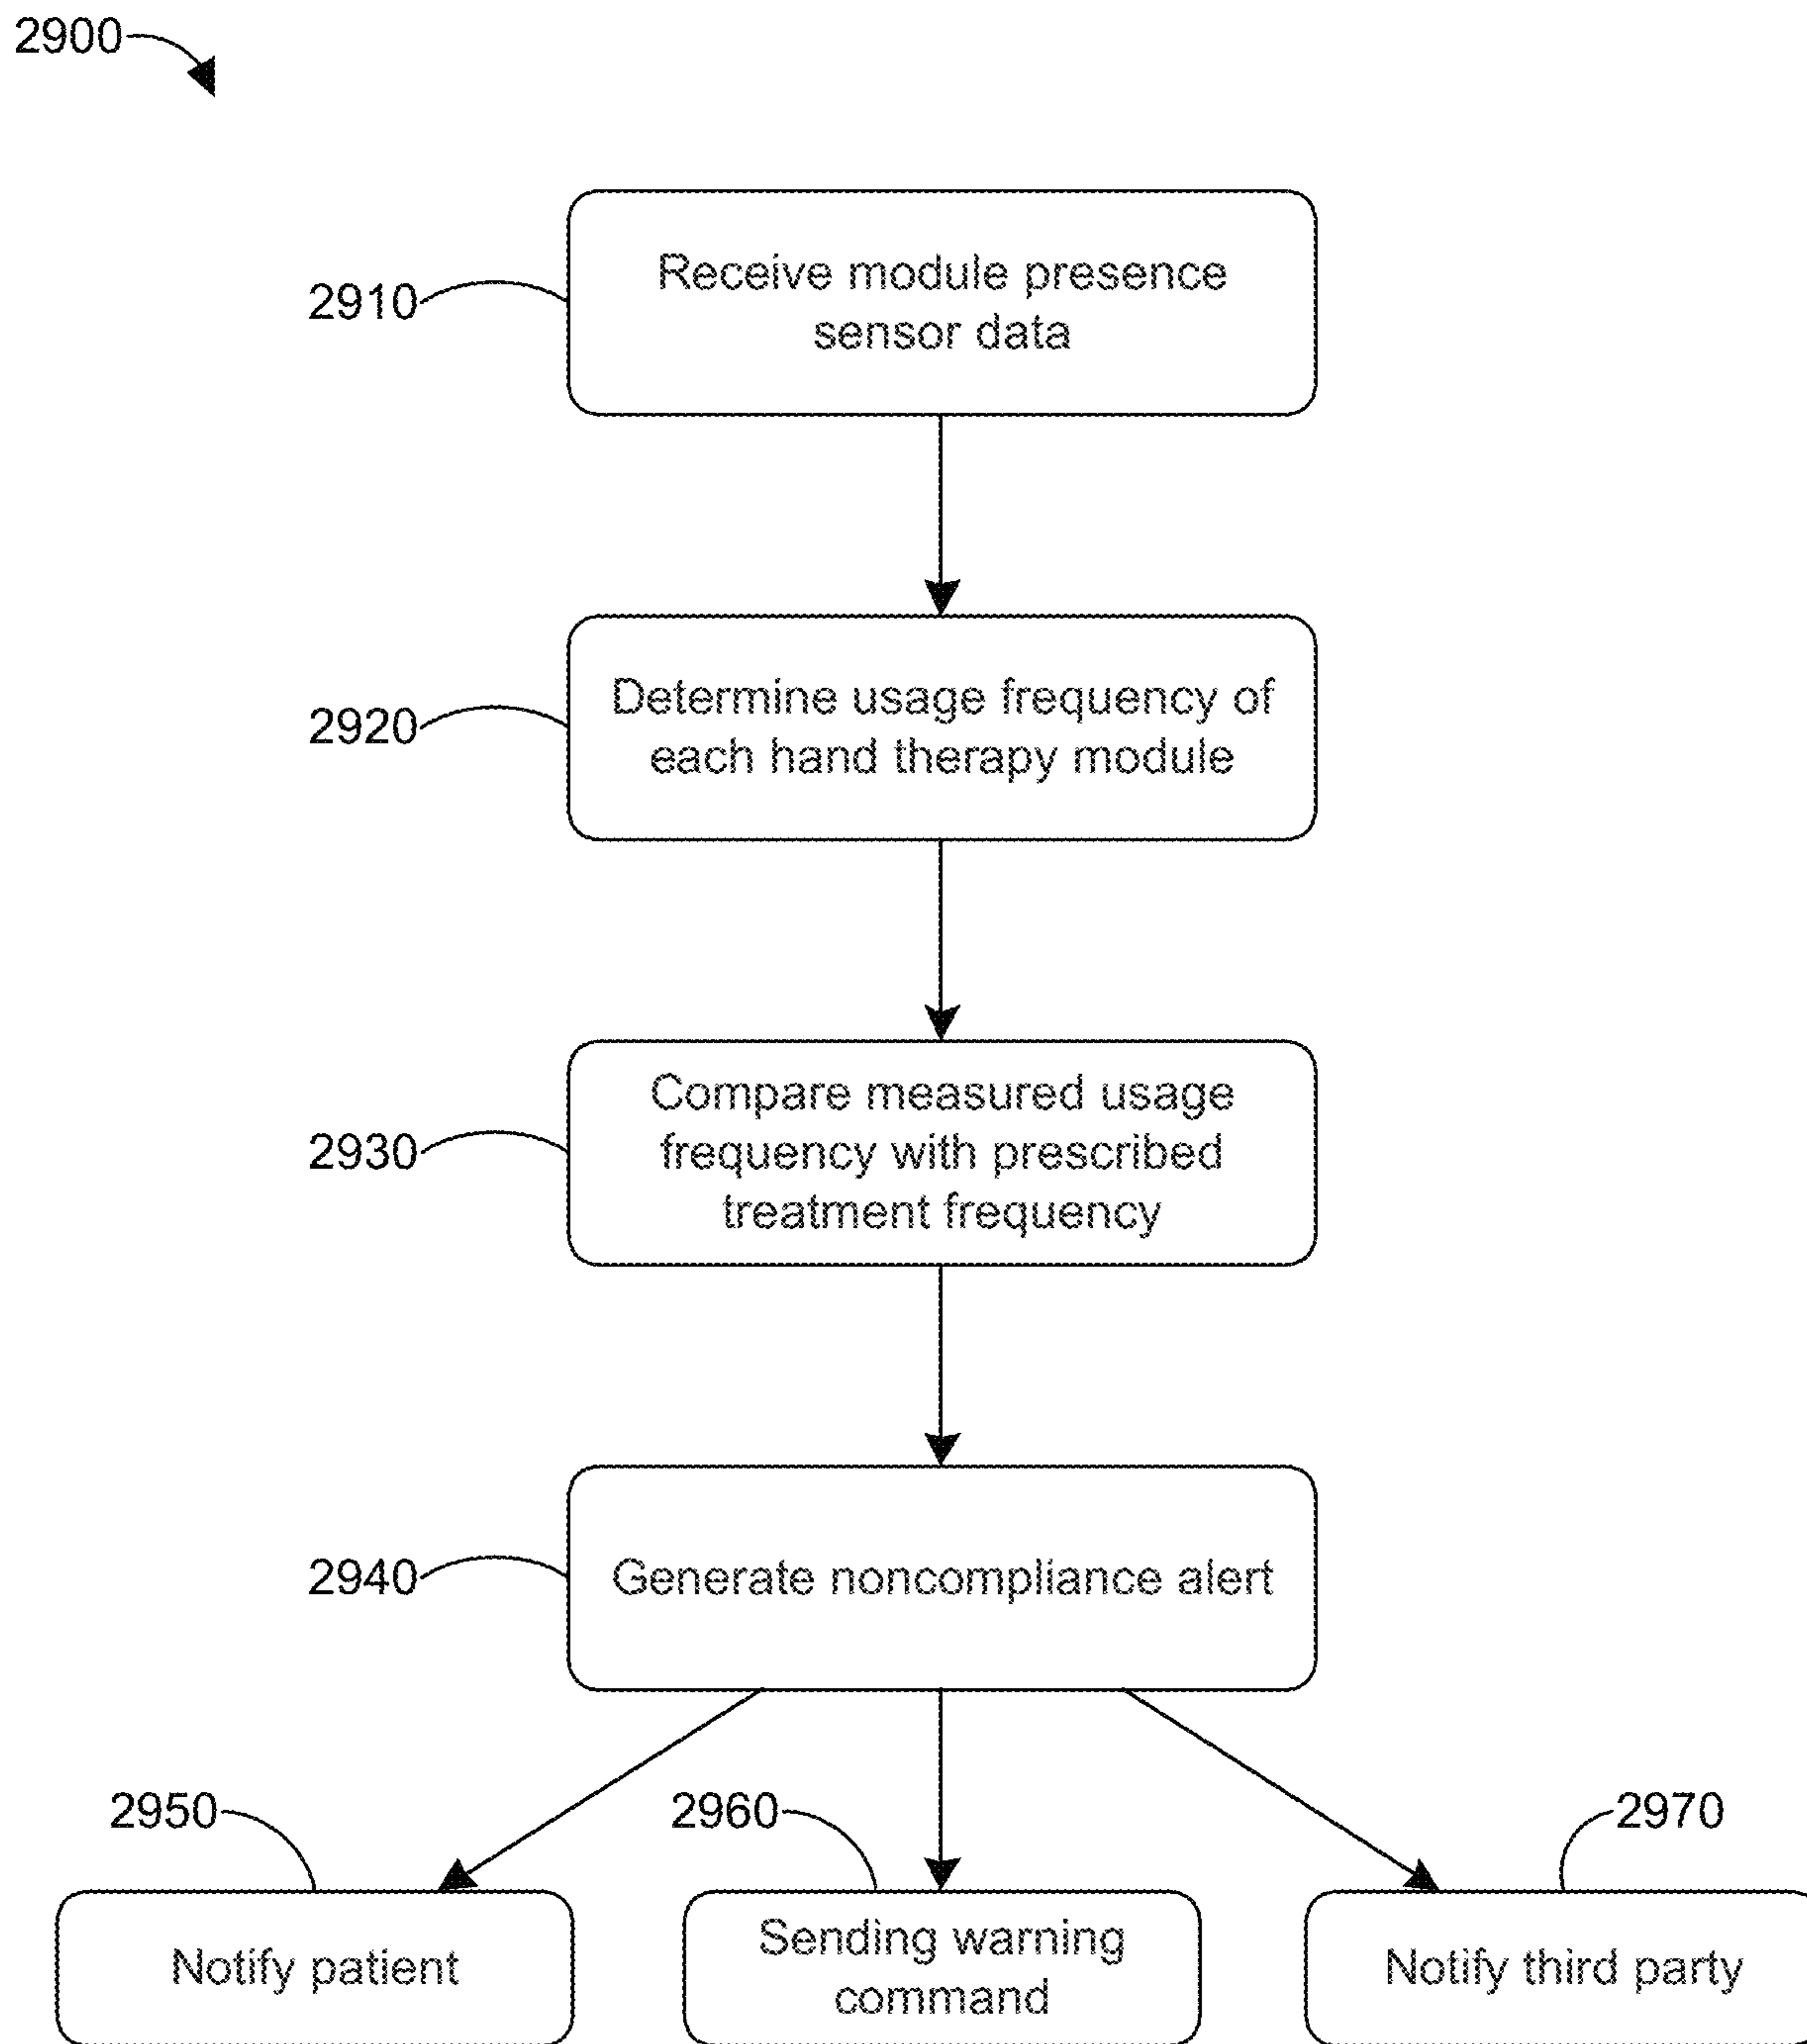 2900
2910
Receive module presence
sensor data
2920
Determine usage frequency of
each hand therapy module
2930
Compare measured usage
frequency with prescribed
treatment frequency
2940
Generate noncompliance alert
2950
2960
2970
Notify patient
Sending warning
command
Notify third party